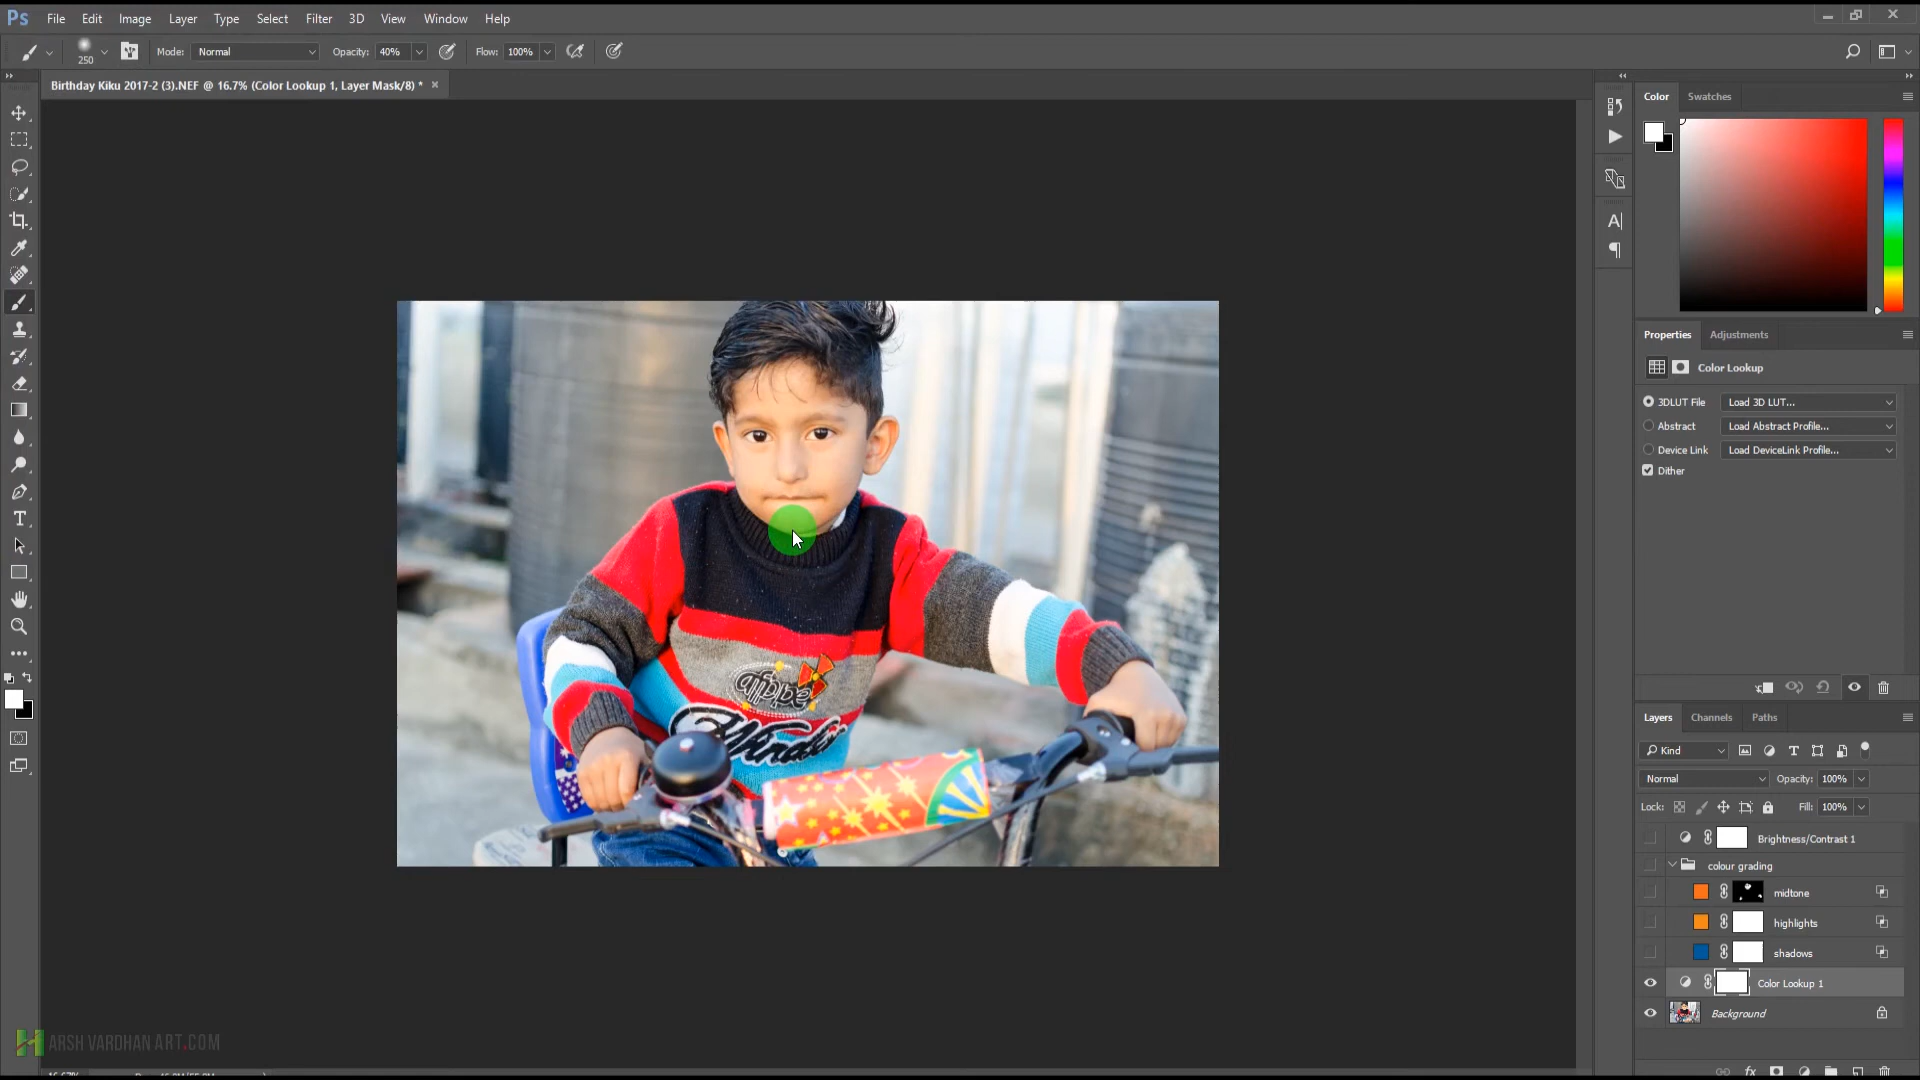 Ps File Edit Image Layer Type Select Filter 3D View Window Help
250 Mode: Normal Opacity: 40% Flow: 100%
Birthday Kiku 2017-2 (3).NEF @ 16.7% (Color Lookup 1, Layer Mask/8) *
Color Swatches
Properties Adjustments
Color Lookup
3DLUT File Load 3D LUT...
Abstract Load Abstract Profile...
Device Link Load DeviceLink Profile...
Dither
Layers Channels Paths
Kind
Normal Opacity: 100%
Lock: Fill: 100%
Brightness/Contrast 1
colour grading
midtone
highlights
shadows
Color Lookup 1
Background
ARSH VARDHAN ART.COM